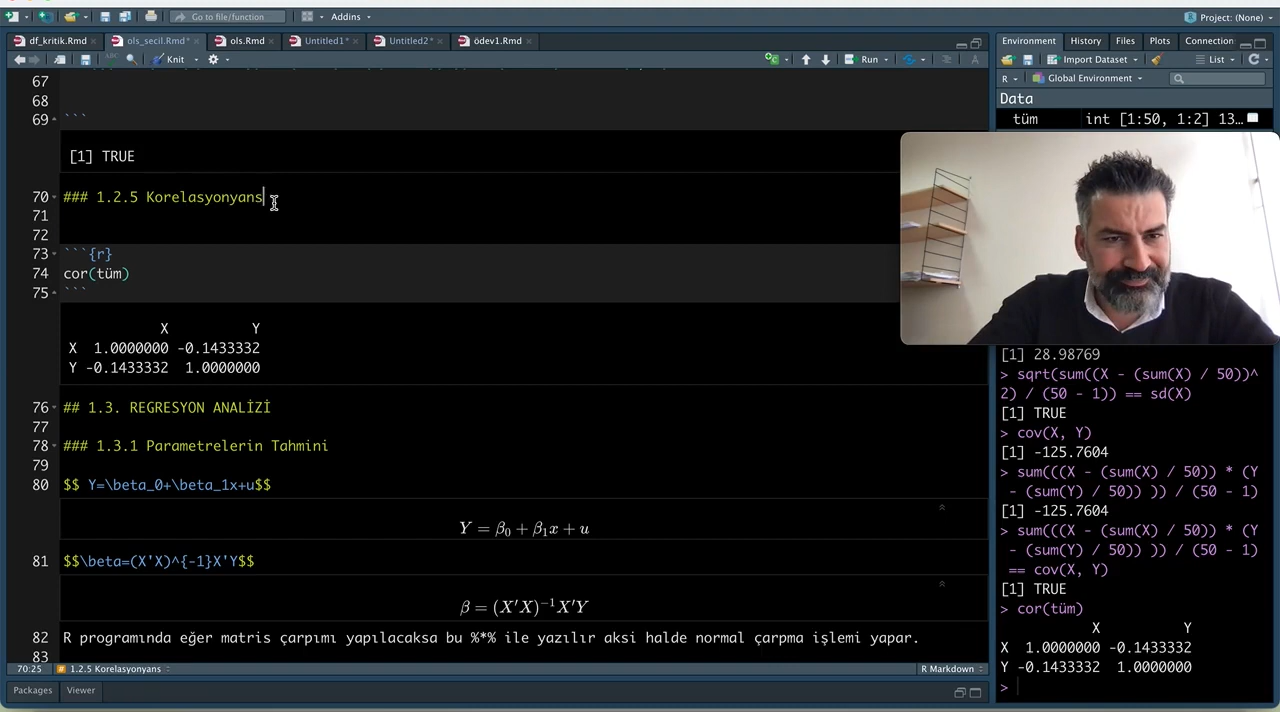 Go to file/function
Addins
Project: (None)
df_kritik.Rmd
ols_secil.Rmd*
ols.Rmd
Untitled1*
Untitled2*
ödev1.Rmd
Environment
History
Files
Plots
Connection
ABC
Knit
Run
Import Dataset
List
R
Global Environment
Data
tüm int [1:50, 1:2] 13…
67
68
69 ```
[1] TRUE
70 ### 1.2.5 Korelasyonyans
71
72
73 ```{r}
74 cor(tüm)
75 ```
X Y
X 1.0000000 -0.1433332
Y -0.1433332 1.0000000
76 ## 1.3. REGRESYON ANALİZİ
77
78 ### 1.3.1 Parametrelerin Tahmini
79
80 $$ Y=\beta_0+\beta_1x+u$$
Y = β0 + β1x + u
81 $$\beta=(X'X)^{-1}X'Y$$
β = (X′X)−1X′Y
82 R programında eğer matris çarpımı yapılacaksa bu %*% ile yazılır aksi halde normal çarpma işlemi yapar.
83
70:25
1.2.5 Korelasyonyans
R Markdown
Packages
Viewer
[1] 28.98769
> sqrt(sum((X - (sum(X) / 50))^
2) / (50 - 1)) == sd(X)
[1] TRUE
> cov(X, Y)
[1] -125.7604
> sum(((X - (sum(X) / 50)) * (Y
- (sum(Y) / 50)) )) / (50 - 1)
[1] -125.7604
> sum(((X - (sum(X) / 50)) * (Y
- (sum(Y) / 50)) )) / (50 - 1)
== cov(X, Y)
[1] TRUE
> cor(tüm)
X Y
X 1.0000000 -0.1433332
Y -0.1433332 1.0000000
>